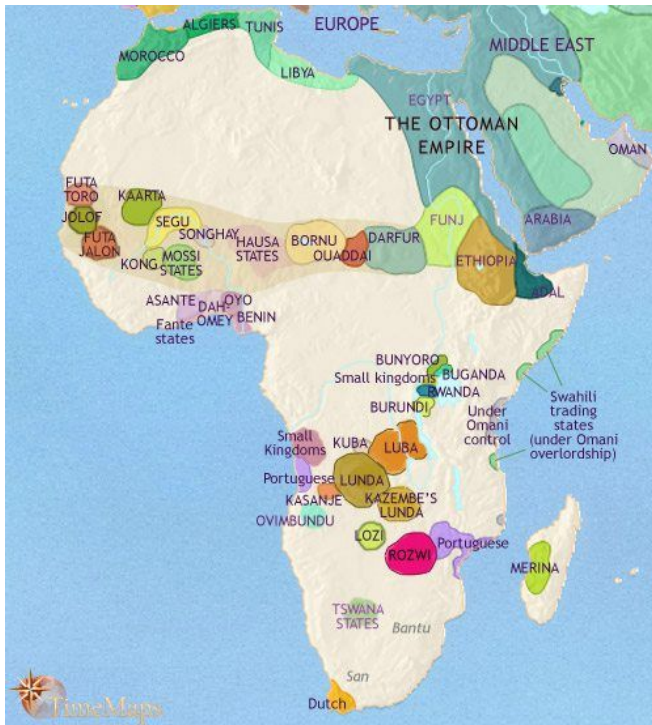 ALGIERS
TUNIS
EUROPE
MOROCCO
LIBYA
MIDDLE EAST
EGYPT
THE OTTOMAN
EMPIRE
OMAN
FUTA
TORO
KAARTA
JOLOF
SEGU
SONGHAY
FUTA
JALON
KONG
MOSSI
STATES
HAUSA
STATES
BORNU
OUADDAI
DARFUR
FUNJ
ARABIA
ETHIOPIA
ADAL
ASANTE
DAH-
OMEY
OYO
BENIN
Fante
states
BUNYORO
Small kingdoms
BUGANDA
RWANDA
BURUNDI
Under
Omani
control
Swahili
trading
states
(under Omani
overlordship)
Small
Kingdoms
KUBA
LUBA
Portuguese
LUNDA
KASANJE
KAZEMBE'S
LUNDA
OVIMBUNDU
LOZI
ROZWI
Portuguese
MERINA
TSWANA
STATES
Bantu
San
Dutch
TimeMaps